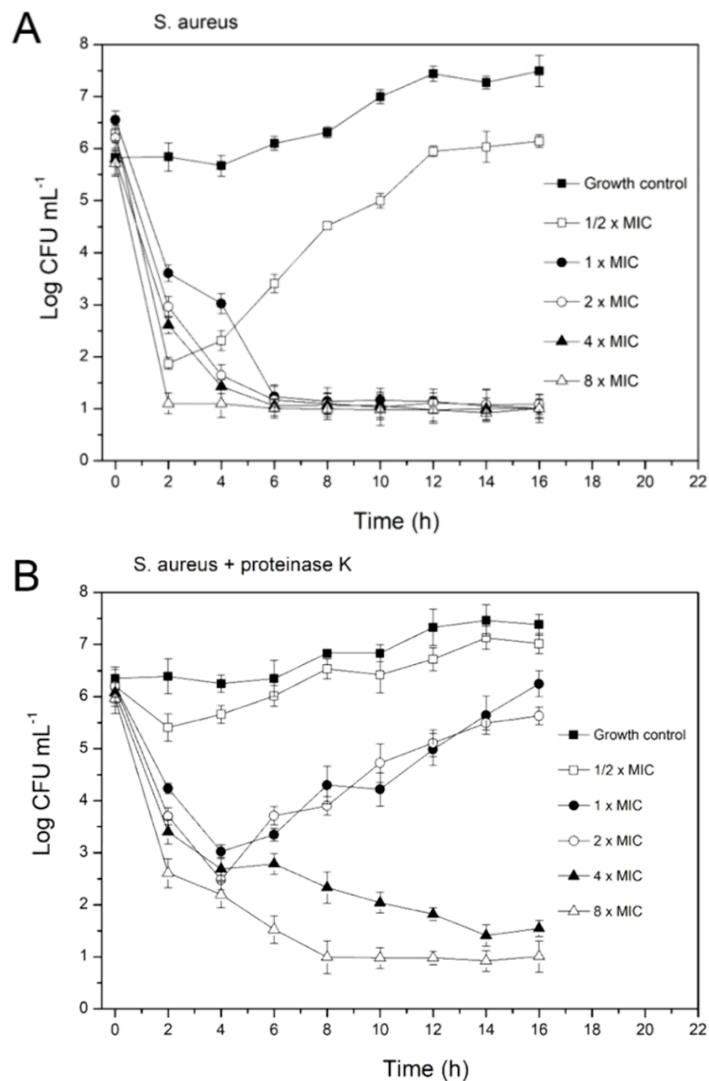 A
S. aureus
8
7
6
5
4
3
2
1
0
Log CFU mL⁻¹
Growth control
1/2 x MIC
1 x MIC
2 x MIC
4 x MIC
8 x MIC
0 2 4 6 8 10 12 14 16 18 20 22
Time (h)
B
S. aureus + proteinase K
8
7
6
5
4
3
2
1
0
Log CFU mL⁻¹
Growth control
1/2 x MIC
1 x MIC
2 x MIC
4 x MIC
8 x MIC
0 2 4 6 8 10 12 14 16 18 20 22
Time (h)